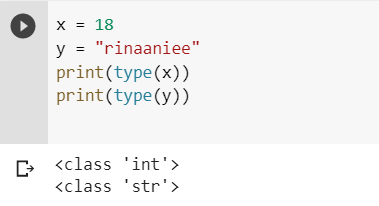 x = 18
y = "rinaaniee"
print(type(x))
print(type(y))
<class 'int'>
<class 'str'>